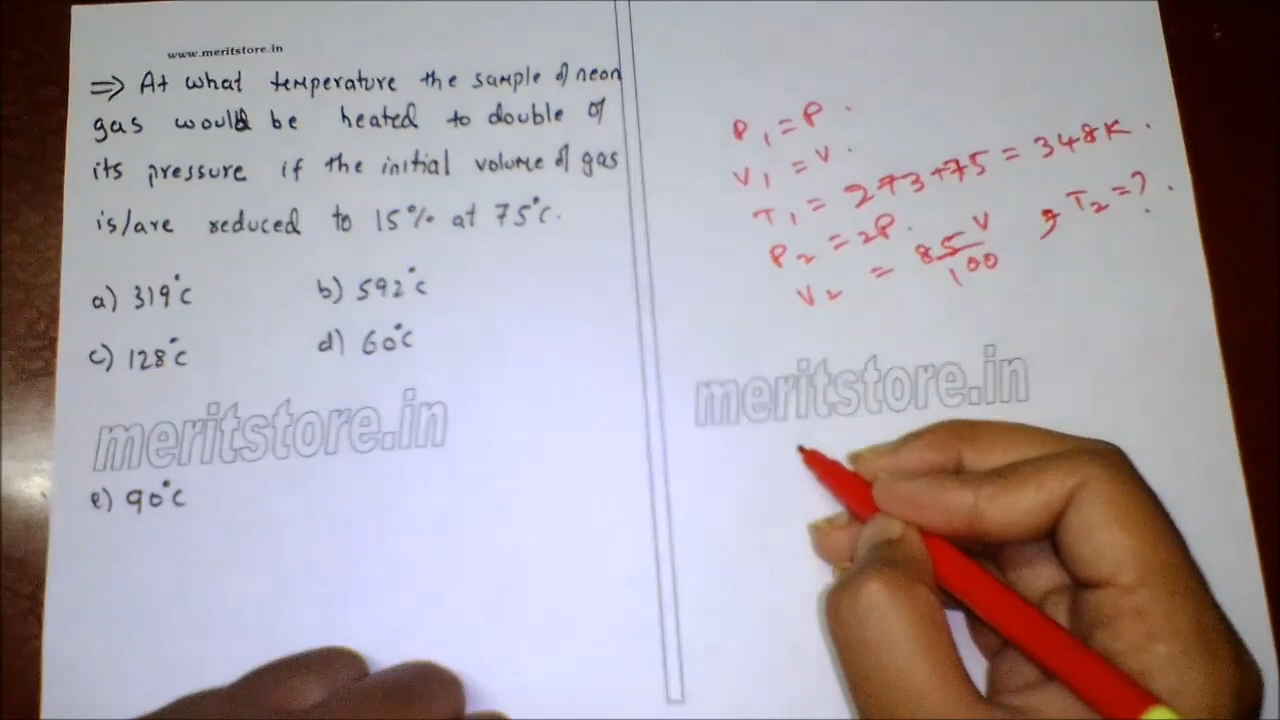 www.meritstore.in
⇒ At what temperature the sample of neon
gas would be heated to double of
its pressure if the initial volume of gas
is/are reduced to 15% at 75°c.
a) 319°c b) 592°c
c) 128°c d) 60°c
meritstore.in
e) 90°c
P₁ = P.
V₁ = V.
T₁ = 273+75 = 348K.
P₂ = 2P.
V₂ = 85V/100 , T₂ = ?.
meritstore.in